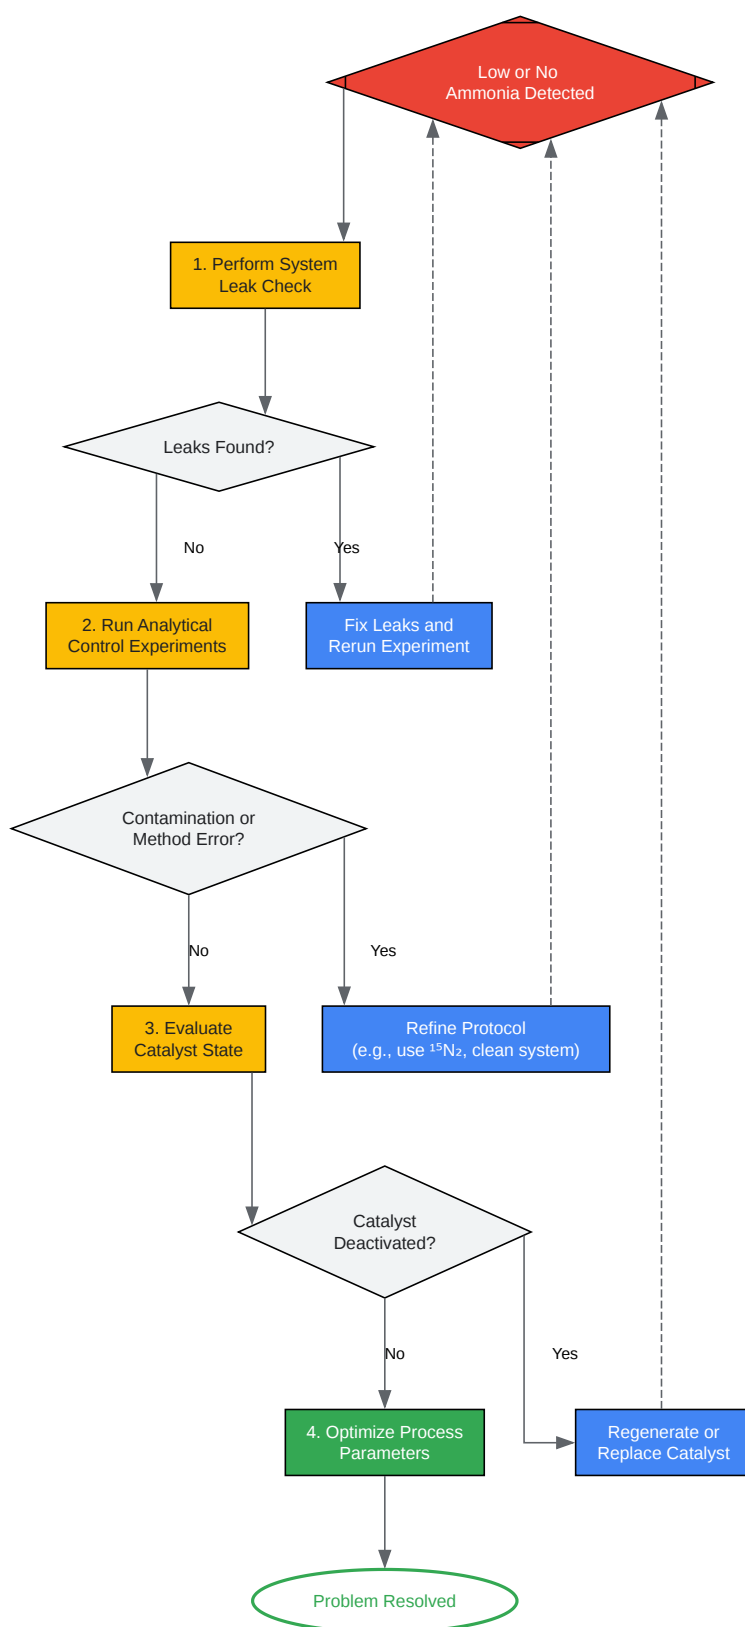 Low or No
Ammonia Detected
1. Perform System
Leak Check
Leaks Found?
No
Yes
2. Run Analytical
Control Experiments
Fix Leaks and
Rerun Experiment
Contamination or
Method Error?
No
Yes
3. Evaluate
Catalyst State
Refine Protocol
(e.g., use ¹⁵N₂, clean system)
Catalyst
Deactivated?
No
Yes
4. Optimize Process
Parameters
Regenerate or
Replace Catalyst
Problem Resolved